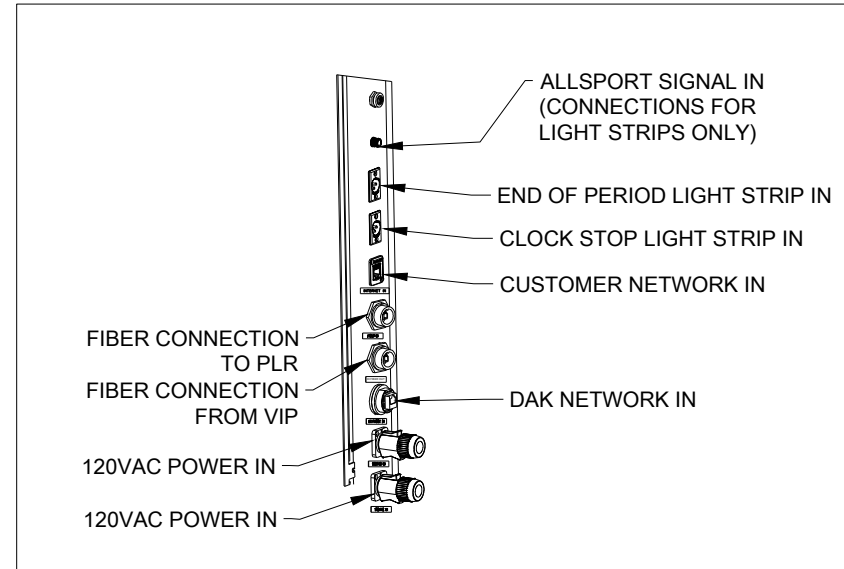 ALLSPORT SIGNAL IN
(CONNECTIONS FOR
LIGHT STRIPS ONLY)
END OF PERIOD LIGHT STRIP IN
CLOCK STOP LIGHT STRIP IN
CUSTOMER NETWORK IN
INTERNET IN
FIBER CONNECTION
TO PLR
FIBER CONNECTION
FROM VIP
DAK NETWORK IN
120VAC POWER IN
120VAC POWER IN